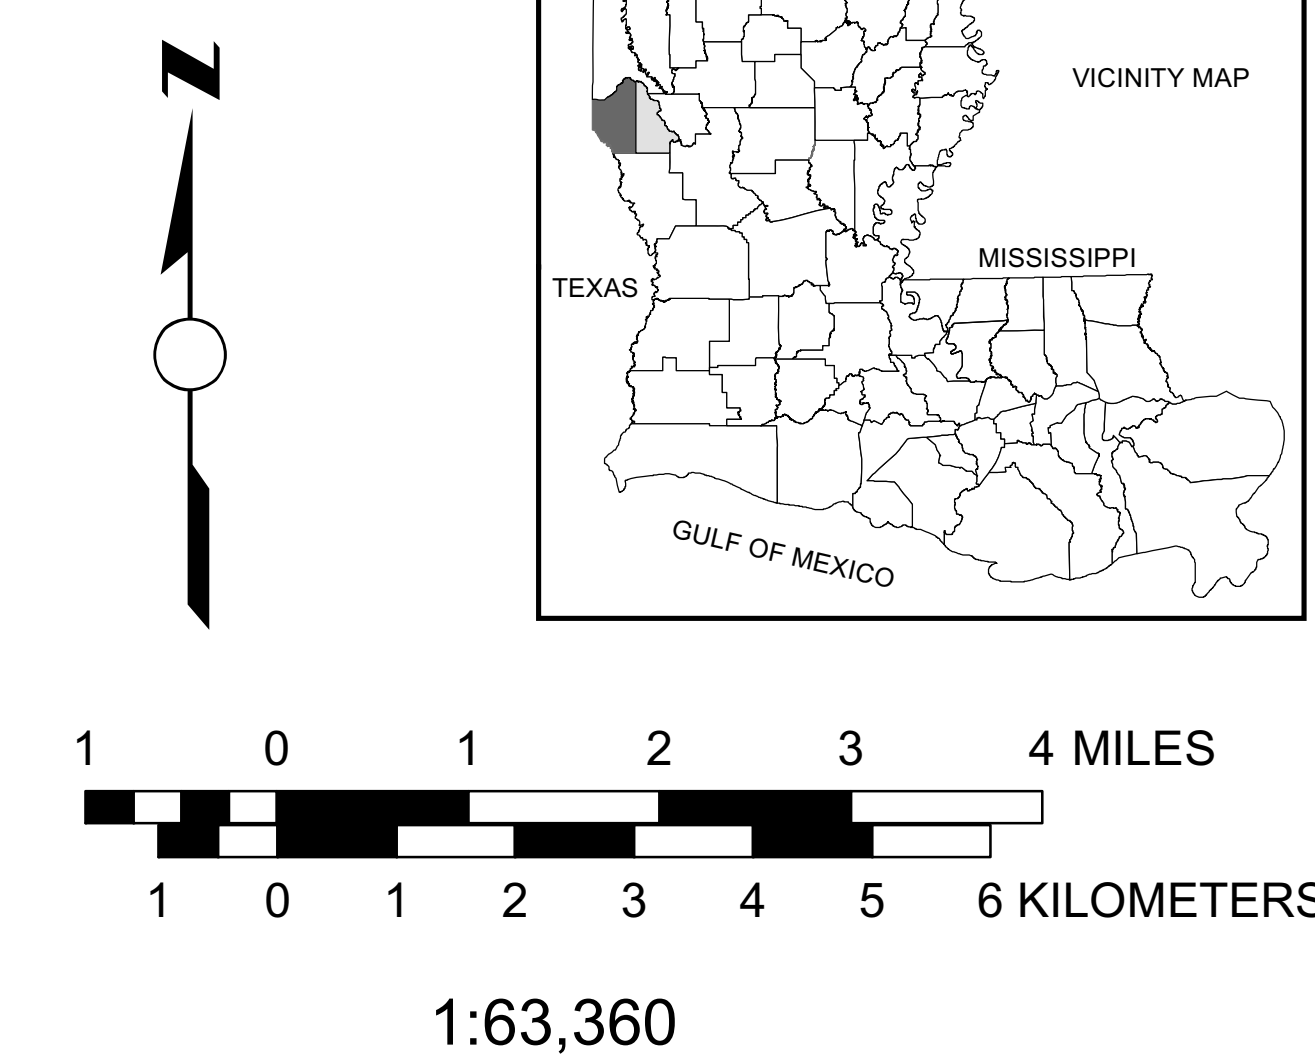 N
VICINITY MAP
MISSISSIPPI
TEXAS
GULF OF MEXICO
1 0 1 2 3 4 MILES
1 0 1 2 3 4 5 6 KILOMETERS
1:63,360